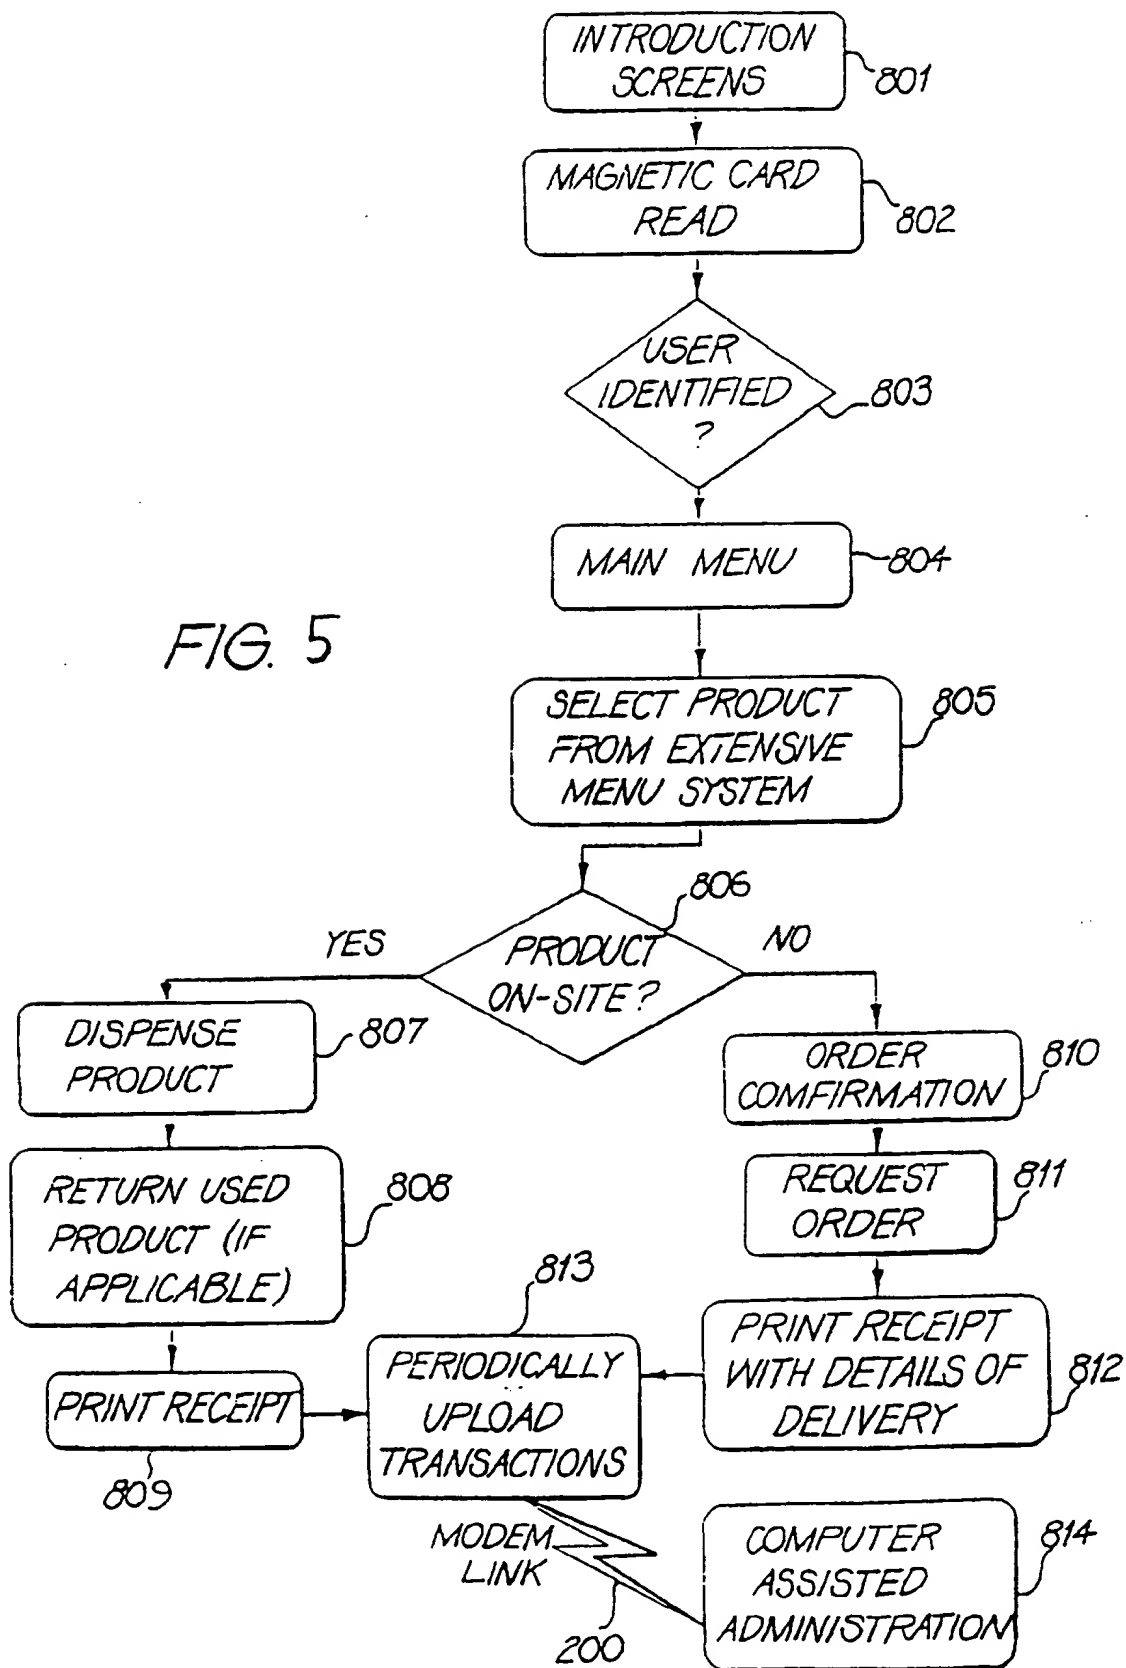 INTRODUCTION
SCREENS
801
MAGNETIC CARD
READ
802
USER
IDENTIFIED
?
803
MAIN MENU
804
FIG. 5
SELECT PRODUCT
FROM EXTENSIVE
MENU SYSTEM
805
806
YES
PRODUCT
ON-SITE?
NO
DISPENSE
PRODUCT
807
ORDER
COMFIRMATION
810
RETURN USED
PRODUCT (IF
APPLICABLE)
808
REQUEST
ORDER
811
813
PRINT RECEIPT
809
PERIODICALLY
UPLOAD
TRANSACTIONS
PRINT RECEIPT
WITH DETAILS OF
DELIVERY
812
MODEM
LINK
200
COMPUTER
ASSISTED
ADMINISTRATION
814